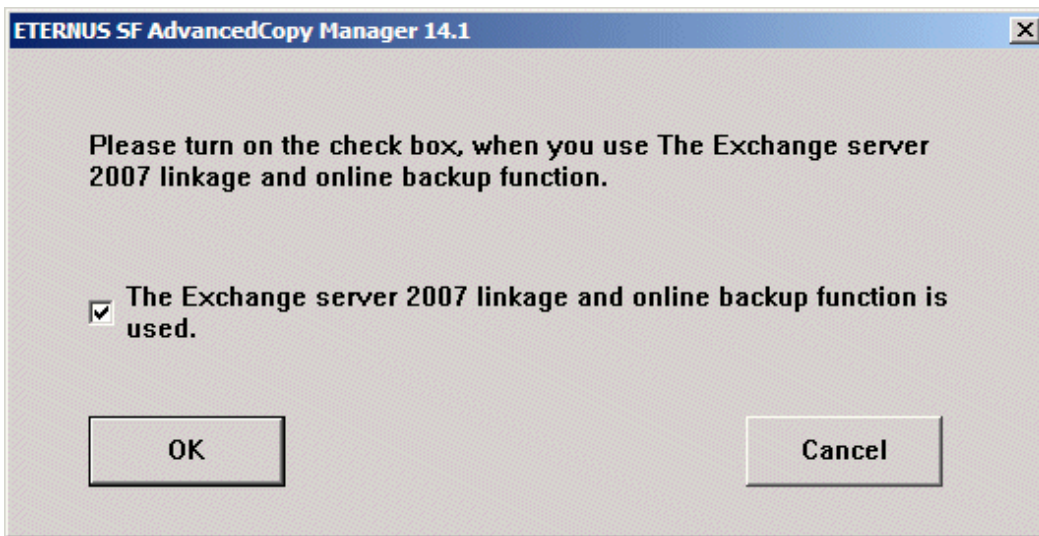 ETERNUS SF AdvancedCopy Manager 14.1
Please turn on the check box, when you use The Exchange server
2007 linkage and online backup function.
The Exchange server 2007 linkage and online backup function is
used.
OK
Cancel